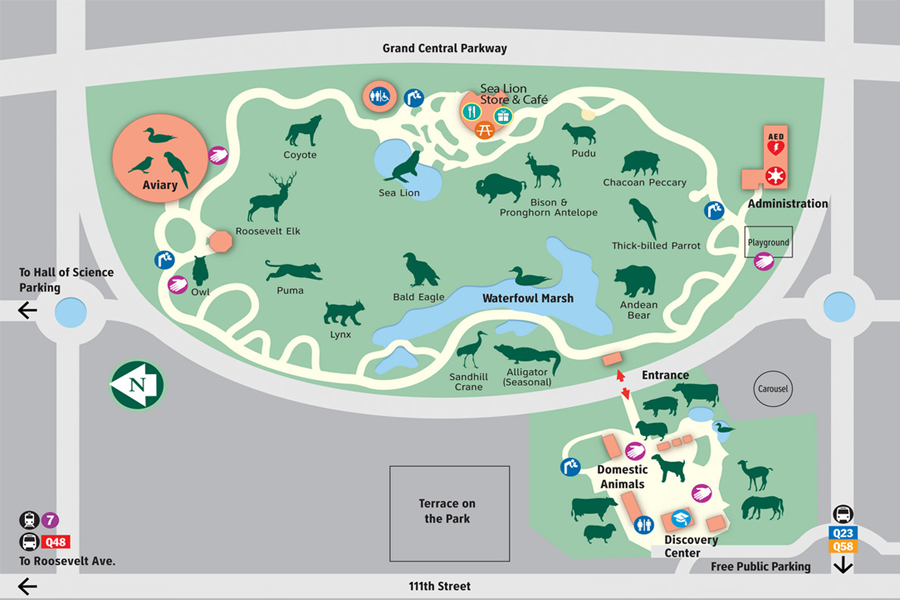 Grand Central Parkway
Sea Lion
Store & Café
AED
Coyote
Pudu
Aviary
Sea Lion
Chacoan Peccary
Bison &
Pronghorn Antelope
Administration
Roosevelt Elk
Thick-billed Parrot
Playground
To Hall of Science
Parking
Owl
Puma
Bald Eagle
Waterfowl Marsh
Andean
Bear
Lynx
Sandhill
Crane
Alligator
(Seasonal)
Entrance
N
Carousel
Domestic
Animals
Terrace on
the Park
7
Q48
To Roosevelt Ave.
Discovery
Center
Q23
Q58
Free Public Parking
111th Street